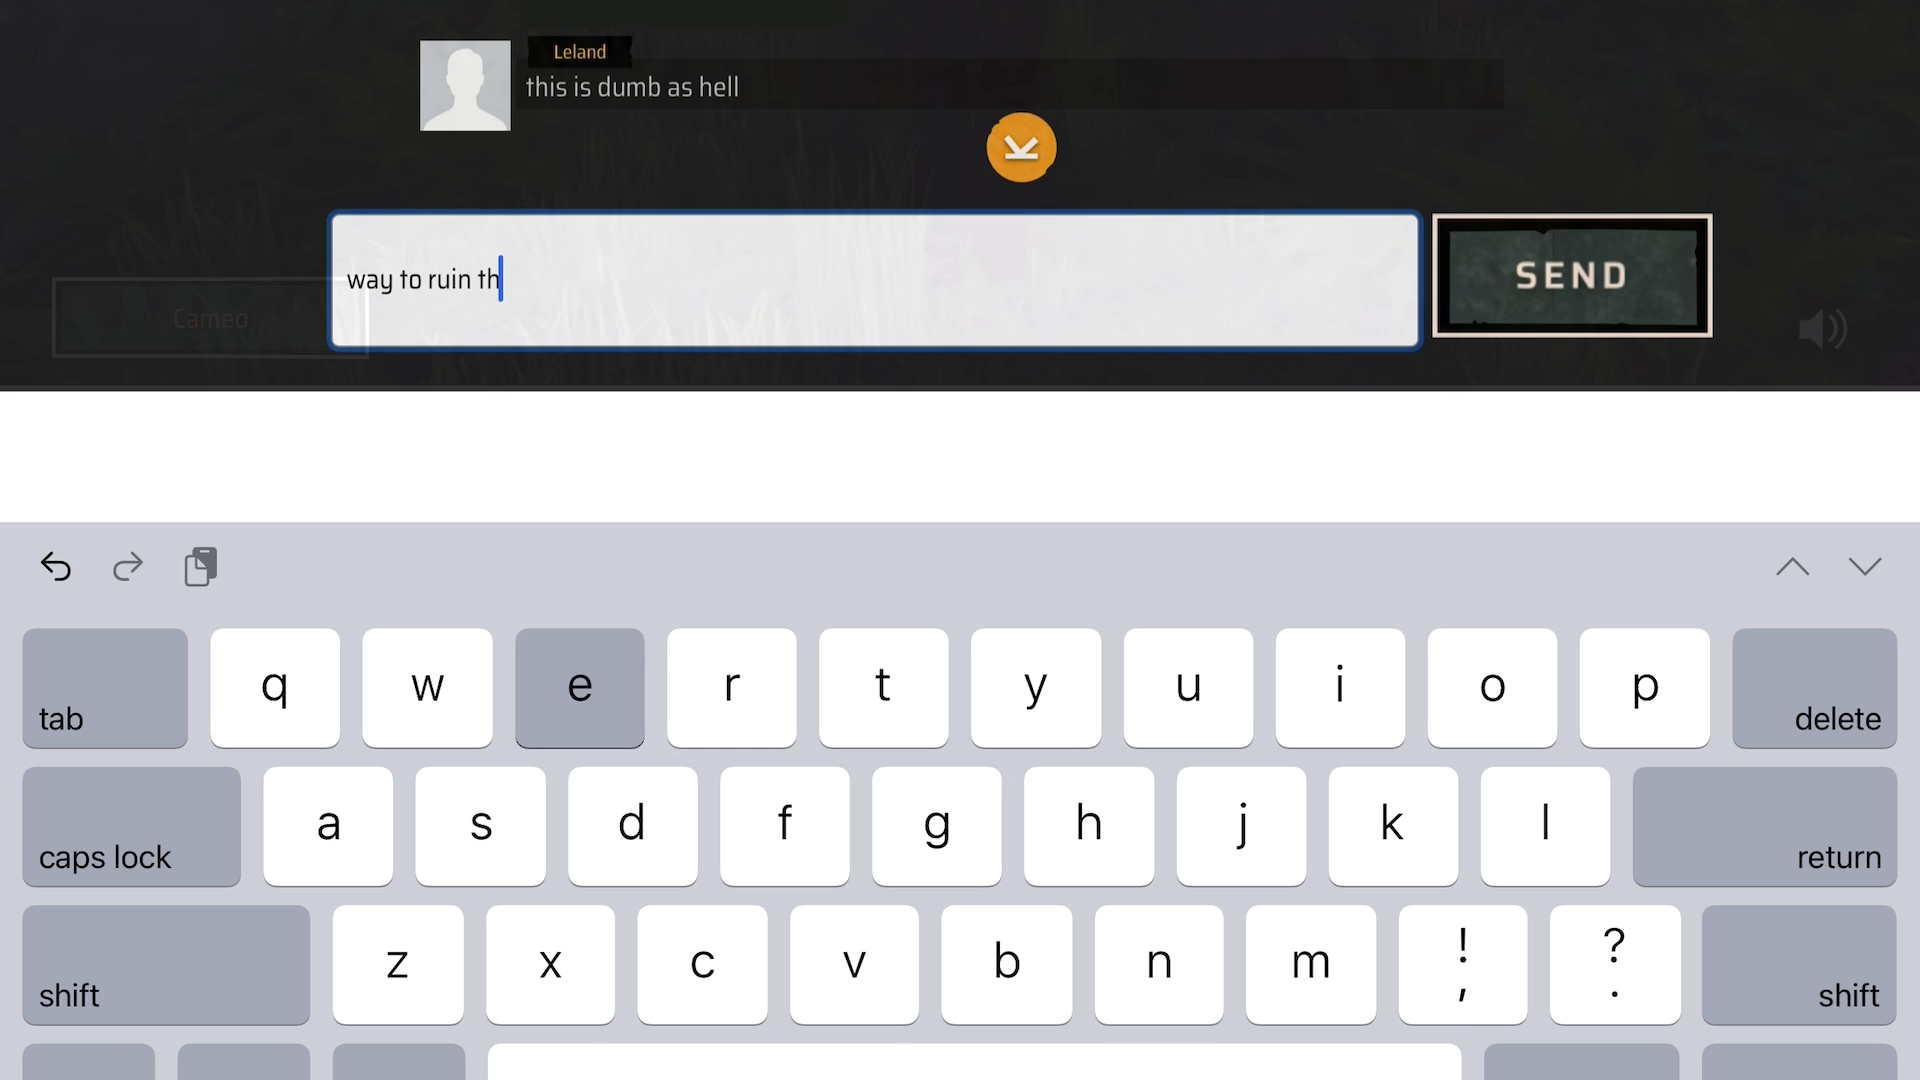 Leland
this is dumb as hell
way to ruin th
SEND
Cameo
tab
q w e r t y u i o p
delete
caps lock
a s d f g h j k l
return
shift
z x c v b n m ! , ? .
shift